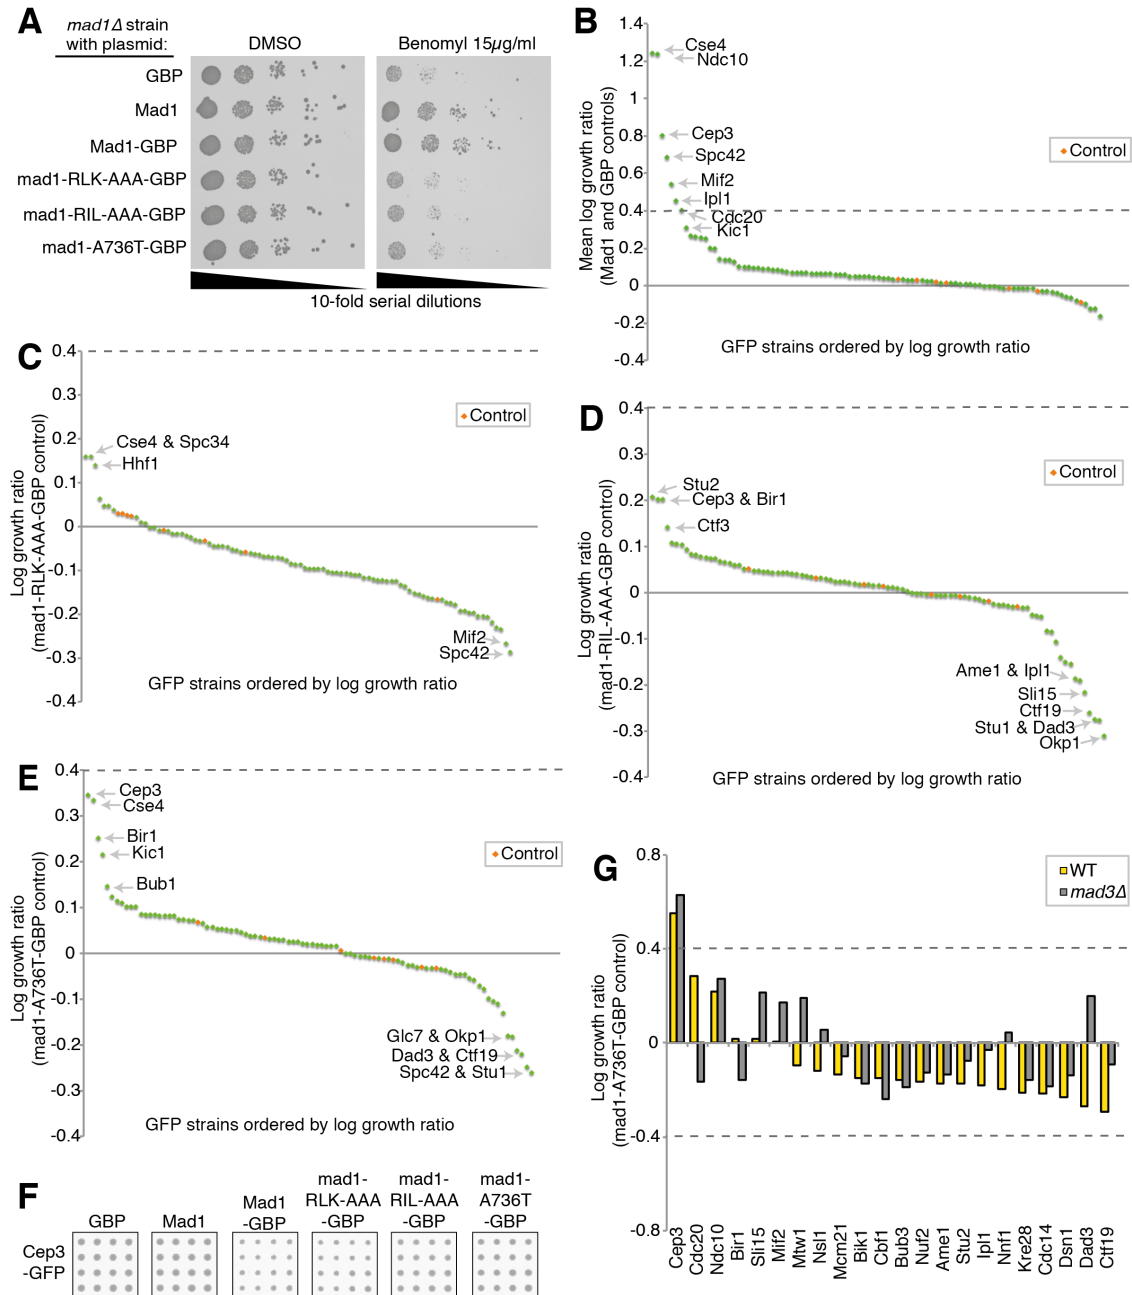 A
mad1Δ strain
with plasmid:
DMSO
Benomyl 15µg/ml
GBP
Mad1
Mad1-GBP
mad1-RLK-AAA-GBP
mad1-RIL-AAA-GBP
mad1-A736T-GBP
10-fold serial dilutions
B
Mean log growth ratio
(Mad1 and GBP controls)
1.4
1.2
1
0.8
0.6
0.4
0.2
0
-0.2
-0.4
Cse4
Ndc10
Cep3
Spc42
Mif2
Ipl1
Cdc20
Kic1
Control
GFP strains ordered by log growth ratio
C
Log growth ratio
(mad1-RLK-AAA-GBP control)
0.4
0.3
0.2
0.1
0
-0.1
-0.2
-0.3
-0.4
Cse4 & Spc34
Hhf1
Control
Mif2
Spc42
GFP strains ordered by log growth ratio
D
Log growth ratio
(mad1-RIL-AAA-GBP control)
0.4
0.3
0.2
0.1
0
-0.1
-0.2
-0.3
-0.4
Stu2
Cep3 & Bir1
Ctf3
Control
Ame1 & Ipl1
Sli15
Ctf19
Stu1 & Dad3
Okp1
GFP strains ordered by log growth ratio
E
Log growth ratio
(mad1-A736T-GBP control)
0.4
0.3
0.2
0.1
0
-0.1
-0.2
-0.3
-0.4
Cep3
Cse4
Bir1
Kic1
Bub1
Control
Glc7 & Okp1
Dad3 & Ctf19
Spc42 & Stu1
GFP strains ordered by log growth ratio
F
GBP
Mad1
Mad1
-GBP
mad1-
RLK-AAA
-GBP
mad1-
RIL-AAA
-GBP
mad1-
A736T
-GBP
Cep3
-GFP
G
Log growth ratio
(mad1-A736T-GBP control)
0.8
0.4
0
-0.4
-0.8
WT
mad3Δ
Cep3
Cdc20
Ndc10
Bir1
Sli15
Mif2
Mtw1
Nsl1
Mcm21
Bik1
Cbf1
Bub3
Nuf2
Ame1
Stu2
Ipl1
Nnf1
Kre28
Cdc14
Dsn1
Dad3
Ctf19